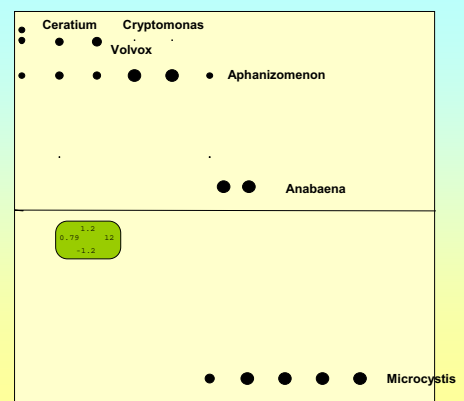 Ceratium Cryptomonas
Volvox
Aphanizomenon
Anabaena
1.2
0.79 12
-1.2
Microcystis